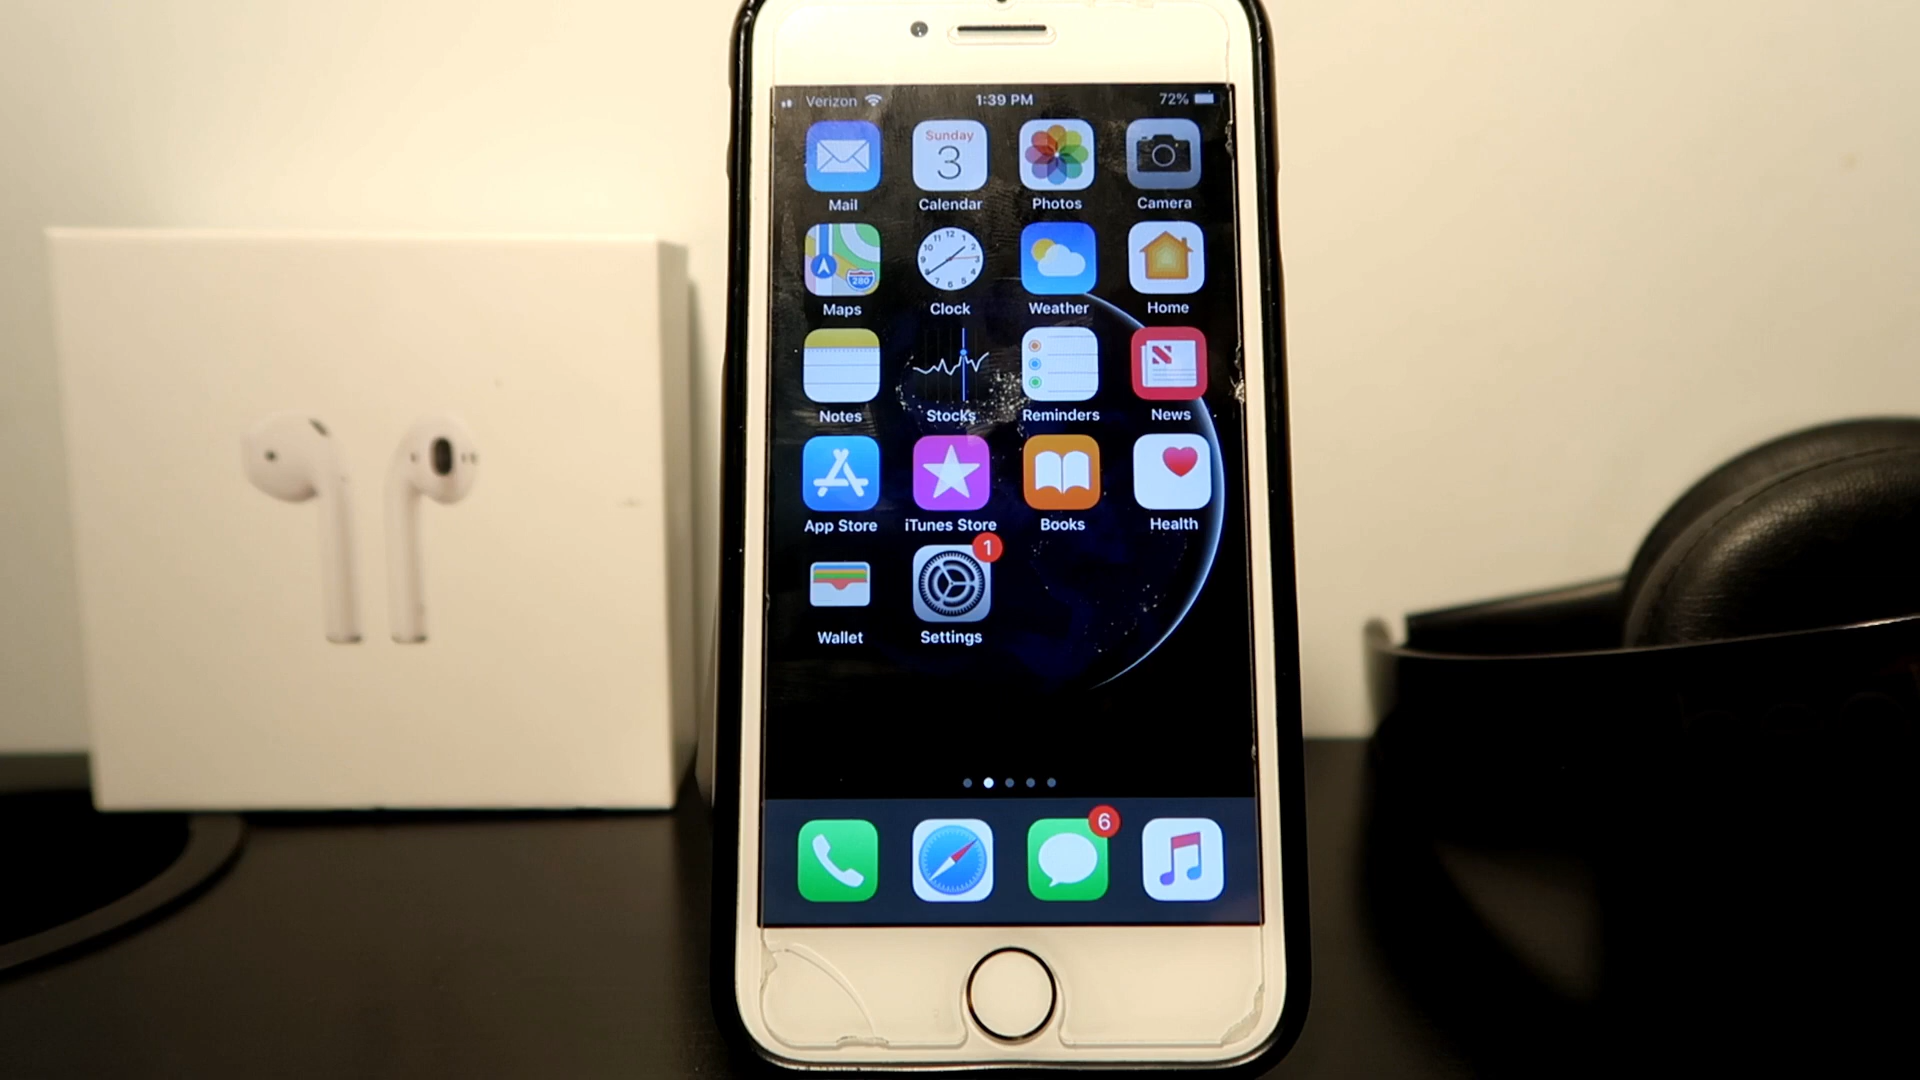 Verizon 1:39 PM 72%
Sunday
3
Mail Calendar Photos Camera
280
Maps Clock Weather Home
Notes Stocks Reminders News
App Store iTunes Store Books Health
1
Wallet Settings
6